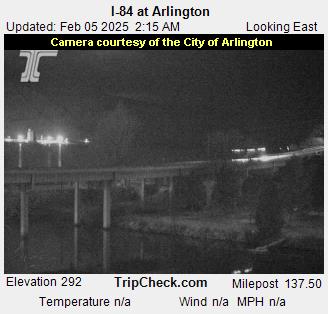 I-84 at Arlington
Updated: Feb 05 2025 2:15 AM Looking East
Camera courtesy of the City of Arlington
Elevation 292 TripCheck.com Milepost 137.50
Temperature n/a Wind n/a MPH n/a